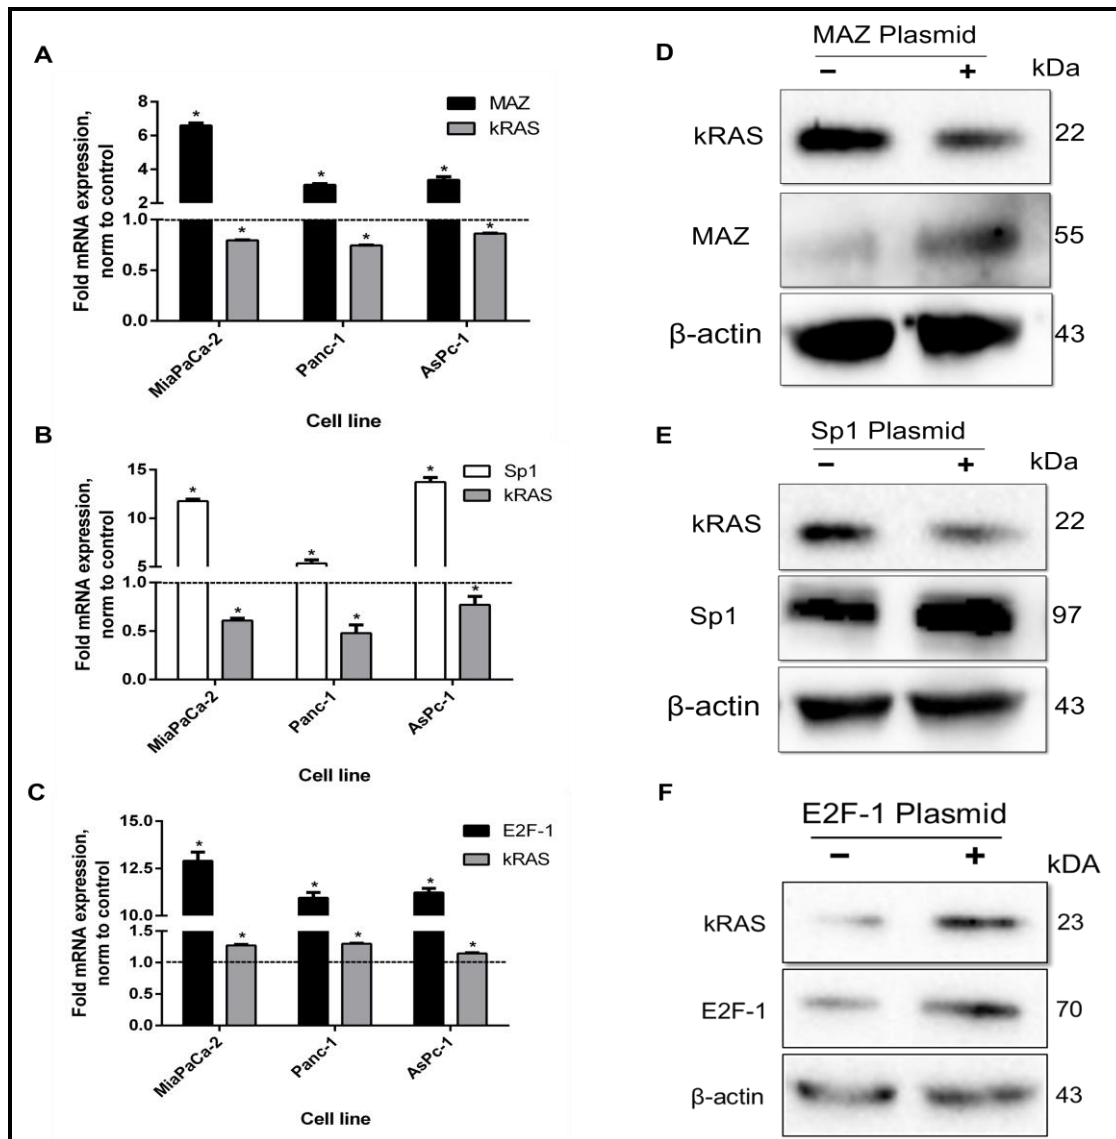 A
Fold mRNA expression,
norm to control
8
6
4
2
1.0
0.5
0.0
*
*
*
*
*
*
MAZ
kRAS
MiaPaCa-2
Panc-1
AsPc-1
Cell line
B
Fold mRNA expression,
norm to control
15
10
5
1.0
0.5
0.0
*
*
*
*
*
*
Sp1
kRAS
MiaPaCa-2
Panc-1
AsPc-1
Cell line
C
Fold mRNA expression,
norm to control
15.0
12.5
10.0
1.5
1.0
0.5
0.0
*
*
*
*
*
*
E2F-1
kRAS
MiaPaCa-2
Panc-1
AsPc-1
Cell line
D
MAZ Plasmid
− + kDa
kRAS 22
MAZ 55
β-actin 43
E
Sp1 Plasmid
− + kDa
kRAS 22
Sp1 97
β-actin 43
F
E2F-1 Plasmid
− + kDA
kRAS 23
E2F-1 70
β-actin 43